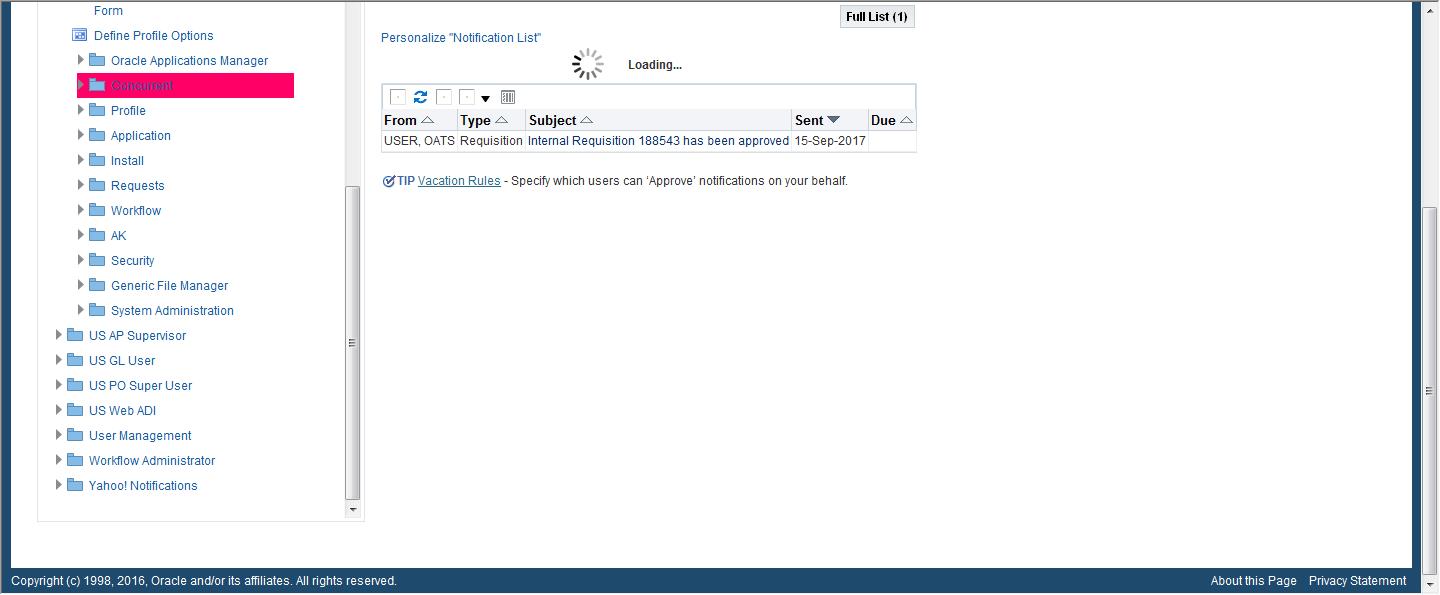 Form
Define Profile Options
Oracle Applications Manager
Concurrent
Profile
Application
Install
Requests
Workflow
AK
Security
Generic File Manager
System Administration
US AP Supervisor
US GL User
US PO Super User
US Web ADI
User Management
Workflow Administrator
Yahoo! Notifications
Full List (1)
Personalize "Notification List"
Loading...
From Type Subject Sent Due
USER, OATS Requisition Internal Requisition 188543 has been approved 15-Sep-2017
TIP Vacation Rules - Specify which users can ‘Approve’ notifications on your behalf.
Copyright (c) 1998, 2016, Oracle and/or its affiliates. All rights reserved. About this Page Privacy Statement